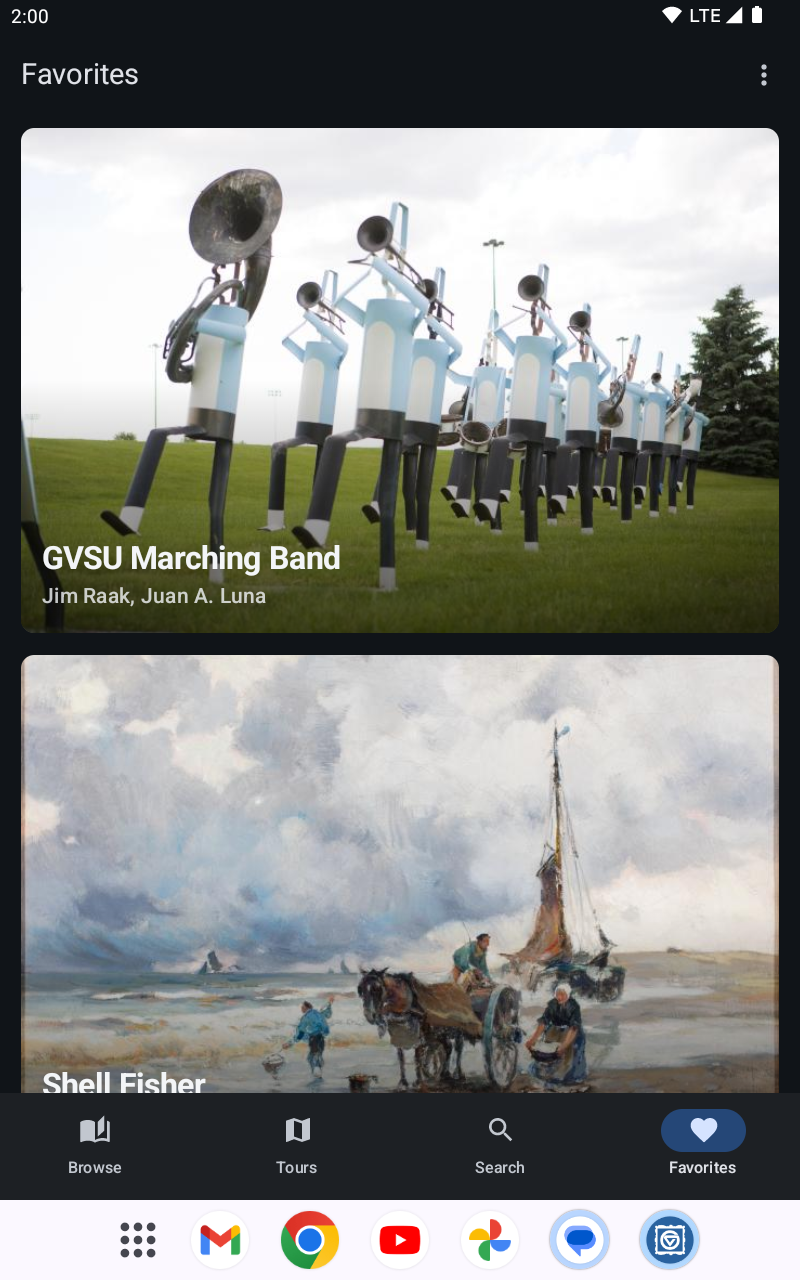 2:00
LTE
Favorites
GVSU Marching Band
Jim Raak, Juan A. Luna
Shell Fisher
Browse
Tours
Search
Favorites